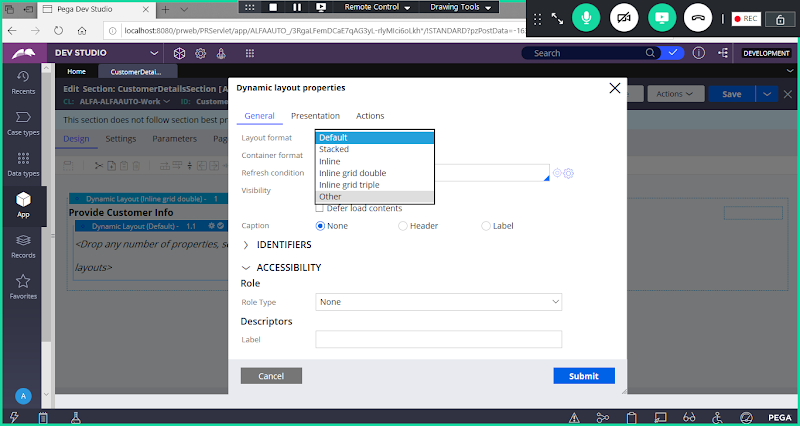 Pega Dev Studio
Remote Control
Drawing Tools
REC
localhost:8080/prweb/PRServlet/app/ALFAAUTO_/3RgaLFemDCaE7qAG3yL-rlyMIci6oLkh*/!STANDARD?pzPostData=-163
DEV STUDIO
Search
DEVELOPMENT
Home
CustomerDetai...
Recents
Case types
Data types
App
Records
Favorites
A
Edit Section: CustomerDetailsSection [A
CL: ALFA-ALFAAUTO-Work
ID: Custome
Actions
Save
This section does not follow section best pr
Design
Settings
Parameters
Pag
Dynamic Layout (Inline grid double) - 1
Provide Customer Info
Dynamic Layout (Default) - 1.1
<Drop any number of properties, s
layouts>
Dynamic layout properties
General
Presentation
Actions
Layout format
Container format
Refresh condition
Visibility
Default
Stacked
Inline
Inline grid double
Inline grid triple
Other
Defer load contents
Caption
None
Header
Label
IDENTIFIERS
ACCESSIBILITY
Role
Role Type
None
Descriptors
Label
Cancel
Submit
PEGA